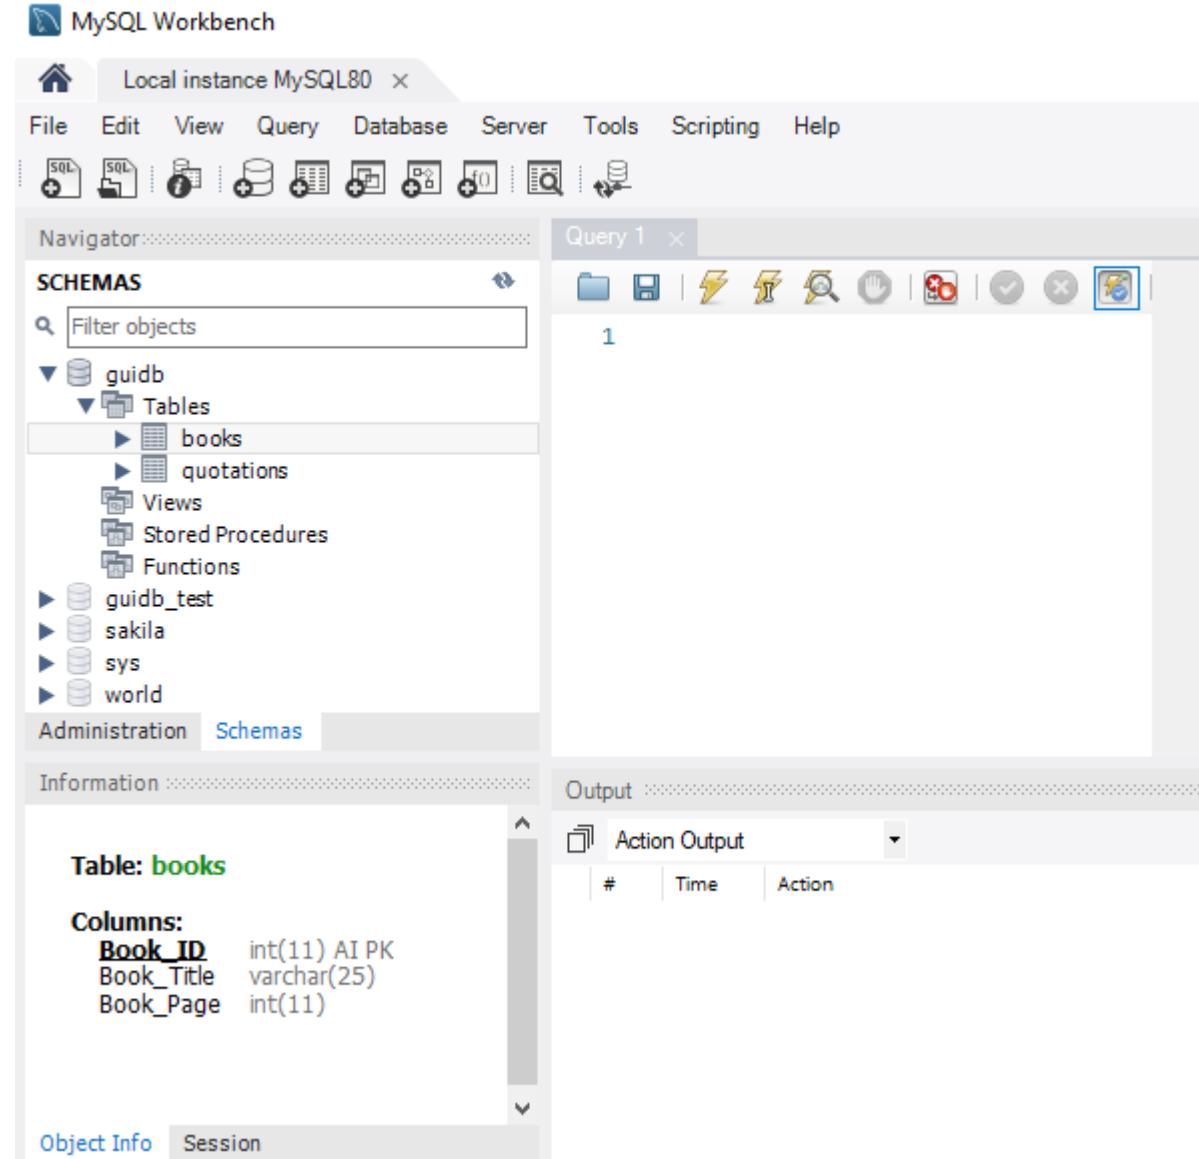 MySQL Workbench
Local instance MySQL80
File Edit View Query Database Server Tools Scripting Help
Navigator
SCHEMAS
Filter objects
guidb
Tables
books
quotations
Views
Stored Procedures
Functions
guidb_test
sakila
sys
world
Administration Schemas
Information
Table: books
Columns:
Book_ID int(11) AI PK
Book_Title varchar(25)
Book_Page int(11)
Object Info Session
Query 1
1
Output
Action Output
# Time Action